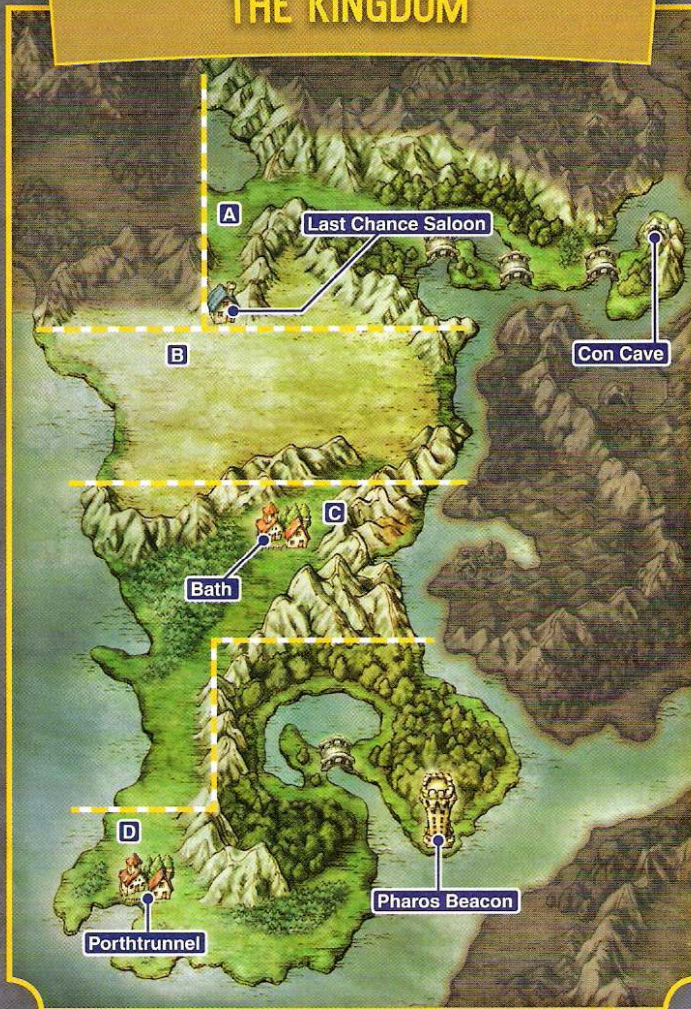 THE KINGDOM
A
Last Chance Saloon
B
Con Cave
C
Bath
D
Pharos Beacon
Porthtrunnel